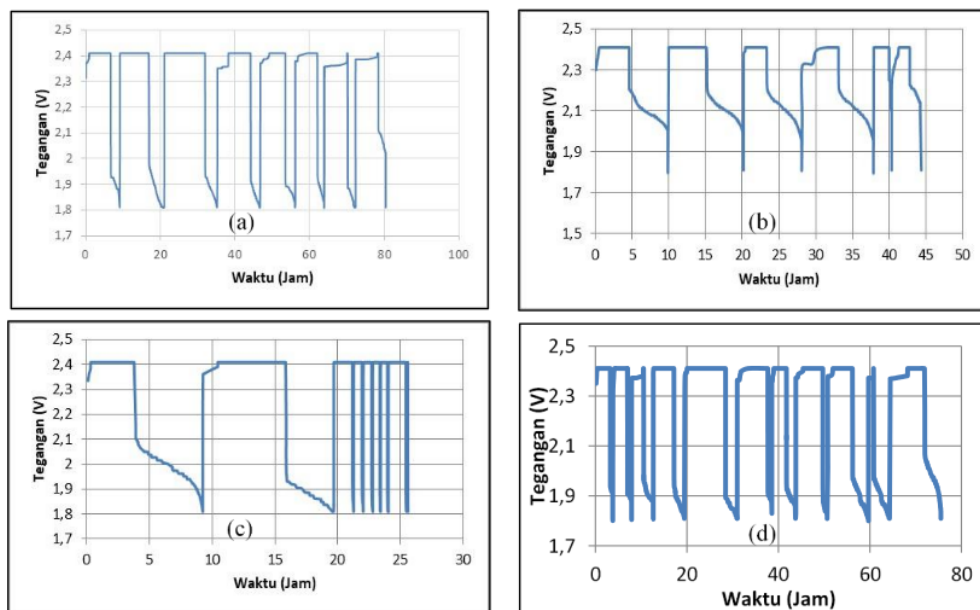 2,5
2,4
2,3
2,2
2,1
2
1,9
1,8
1,7
Tegangan (V)
0 20 40 60 80 100
Waktu (Jam)
(a)
2,5
2,3
2,1
1,9
1,7
1,5
Tegangan (V)
0 5 10 15 20 25 30 35 40 45 50
Waktu (Jam)
(b)
2,5
2,4
2,3
2,2
2,1
2
1,9
1,8
1,7
Tegangan (V)
0 5 10 15 20 25 30
Waktu (Jam)
(c)
2,5
2,3
2,1
1,9
1,7
Tegangan (V)
0 20 40 60 80
Waktu (Jam)
(d)